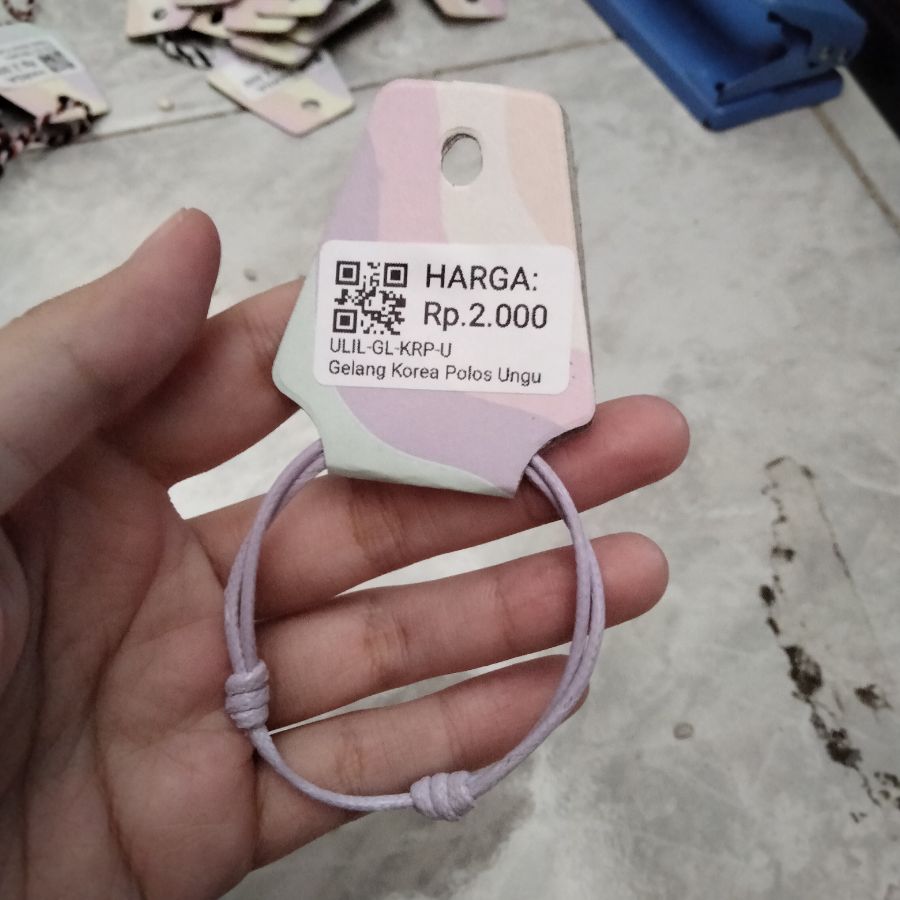 HARGA:
Rp.2.000
ULIL-GL-KRP-U
Gelang Korea Polos Ungu